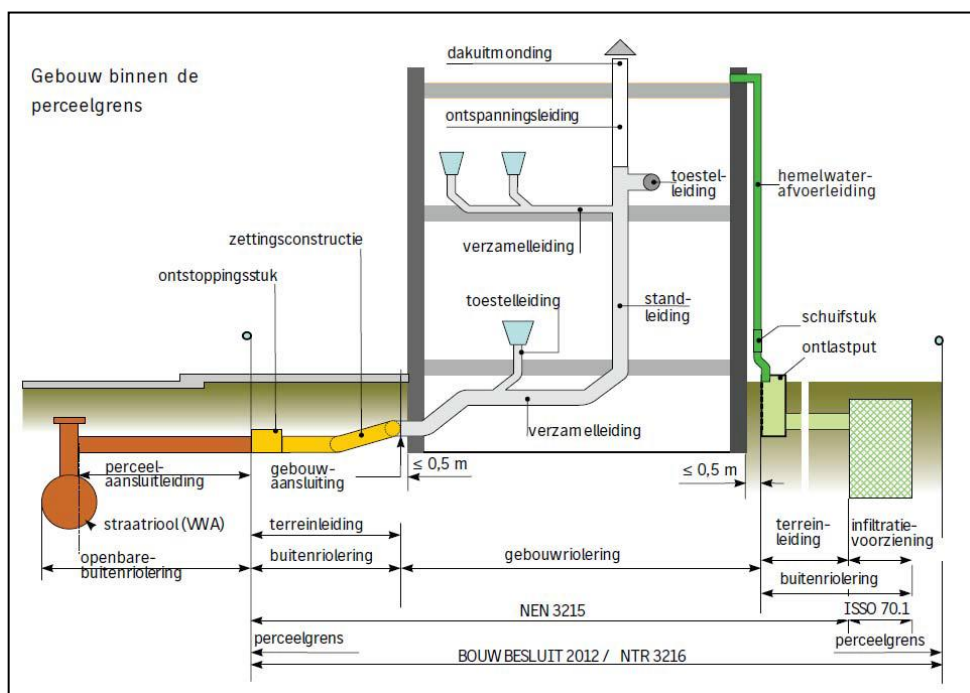 Gebouw binnen de
perceelgrens
dakuitmonding
ontspanningsleiding
toestel-
leiding
hemelwater-
afvoerleiding
zettingsconstructie
verzamelleiding
ontstoppingsstuk
toestelleiding
stand-
leiding
schuifstuk
ontlastput
verzamelleiding
perceel-
aansluitleiding
gebouw-
aansluiting
≤ 0,5 m
≤ 0,5 m
straatriool (VWA)
terreinleiding
terrein-
leiding
infiltratie-
voorziening
openbare-
buitenriolering
buitenriolering
gebouwriolering
buitenriolering
NEN 3215
ISSO 70.1
perceelgrens
perceelgrens
BOUW BESLUIT 2012 / NTR 3216